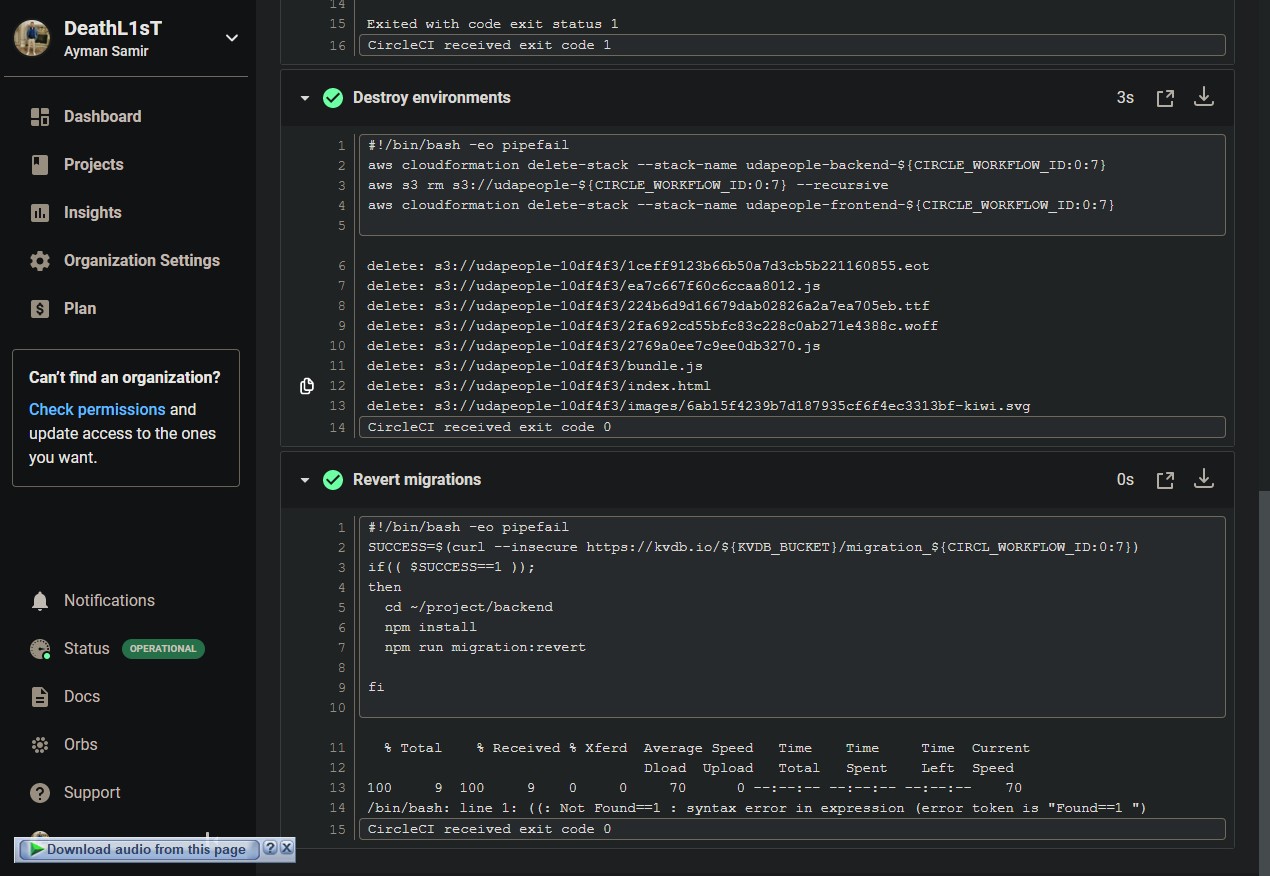 DeathL1sT
Ayman Samir
Dashboard
Projects
Insights
Organization Settings
Plan
Can't find an organization?
Check permissions and
update access to the ones
you want.
Notifications
Status OPERATIONAL
Docs
Orbs
Support
Download audio from this page ? X
14
15 Exited with code exit status 1
16 CircleCI received exit code 1
Destroy environments 3s
1 #!/bin/bash -eo pipefail
2 aws cloudformation delete-stack --stack-name udapeople-backend-${CIRCLE_WORKFLOW_ID:0:7}
3 aws s3 rm s3://udapeople-${CIRCLE_WORKFLOW_ID:0:7} --recursive
4 aws cloudformation delete-stack --stack-name udapeople-frontend-${CIRCLE_WORKFLOW_ID:0:7}
5
6 delete: s3://udapeople-10df4f3/1ceff9123b66b50a7d3cb5b221160855.eot
7 delete: s3://udapeople-10df4f3/ea7c667f60c6ccaa8012.js
8 delete: s3://udapeople-10df4f3/224b6d9d16679dab02826a2a7ea705eb.ttf
9 delete: s3://udapeople-10df4f3/2fa692cd55bfc83c228c0ab271e4388c.woff
10 delete: s3://udapeople-10df4f3/2769a0ee7c9ee0db3270.js
11 delete: s3://udapeople-10df4f3/bundle.js
12 delete: s3://udapeople-10df4f3/index.html
13 delete: s3://udapeople-10df4f3/images/6ab15f4239b7d187935cf6f4ec3313bf-kiwi.svg
14 CircleCI received exit code 0
Revert migrations 0s
1 #!/bin/bash -eo pipefail
2 SUCCESS=$(curl --insecure https://kvdb.io/${KVDB_BUCKET}/migration_${CIRCL_WORKFLOW_ID:0:7})
3 if(( $SUCCESS==1 ));
4 then
5 cd ~/project/backend
6 npm install
7 npm run migration:revert
8
9 fi
10
11 % Total % Received % Xferd Average Speed Time Time Time Current
12 Dload Upload Total Spent Left Speed
13 100 9 100 9 0 0 70 0 --:--:-- --:--:-- --:--:-- 70
14 /bin/bash: line 1: ((: Not Found==1 : syntax error in expression (error token is "Found==1 ")
15 CircleCI received exit code 0